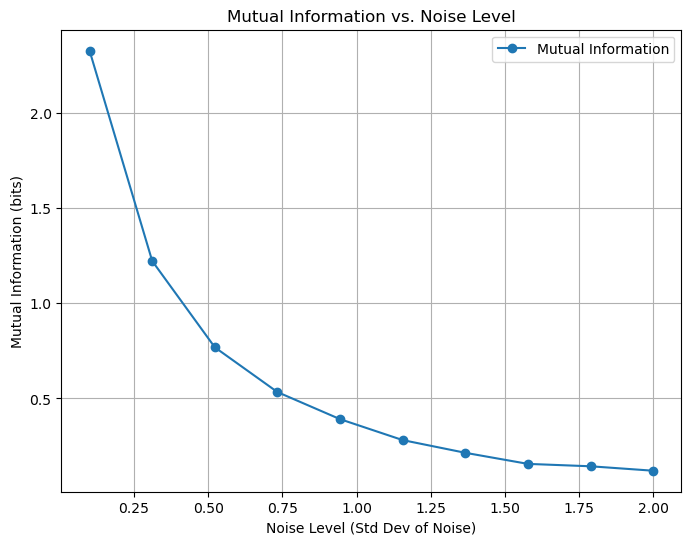 Mutual Information vs. Noise Level
Mutual Information
Mutual Information (bits)
2.0
1.5
1.0
0.5
0.25 0.50 0.75 1.00 1.25 1.50 1.75 2.00
Noise Level (Std Dev of Noise)